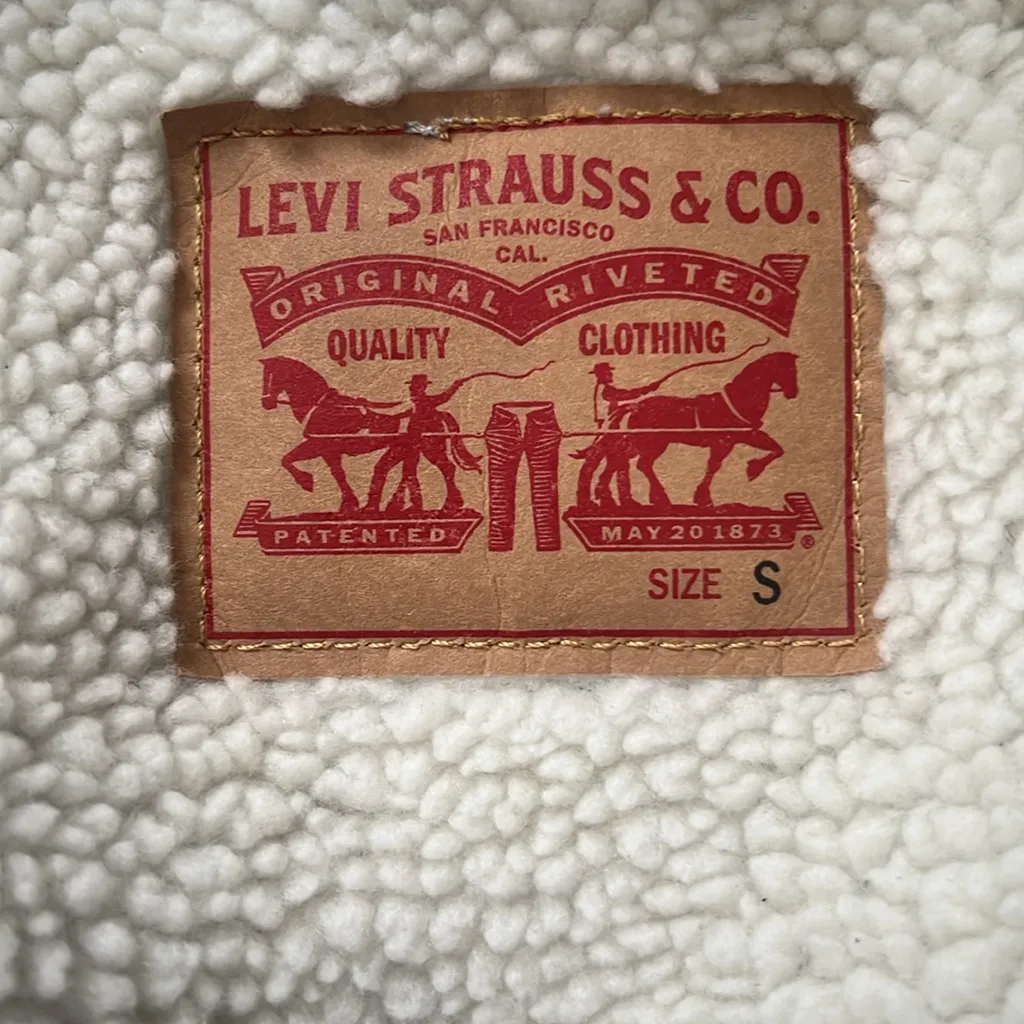 LEVI STRAUSS & CO.
SAN FRANCISCO
CAL.
ORIGINAL RIVETED
QUALITY CLOTHING
PATENTED MAY 20 1873 ®
SIZE S